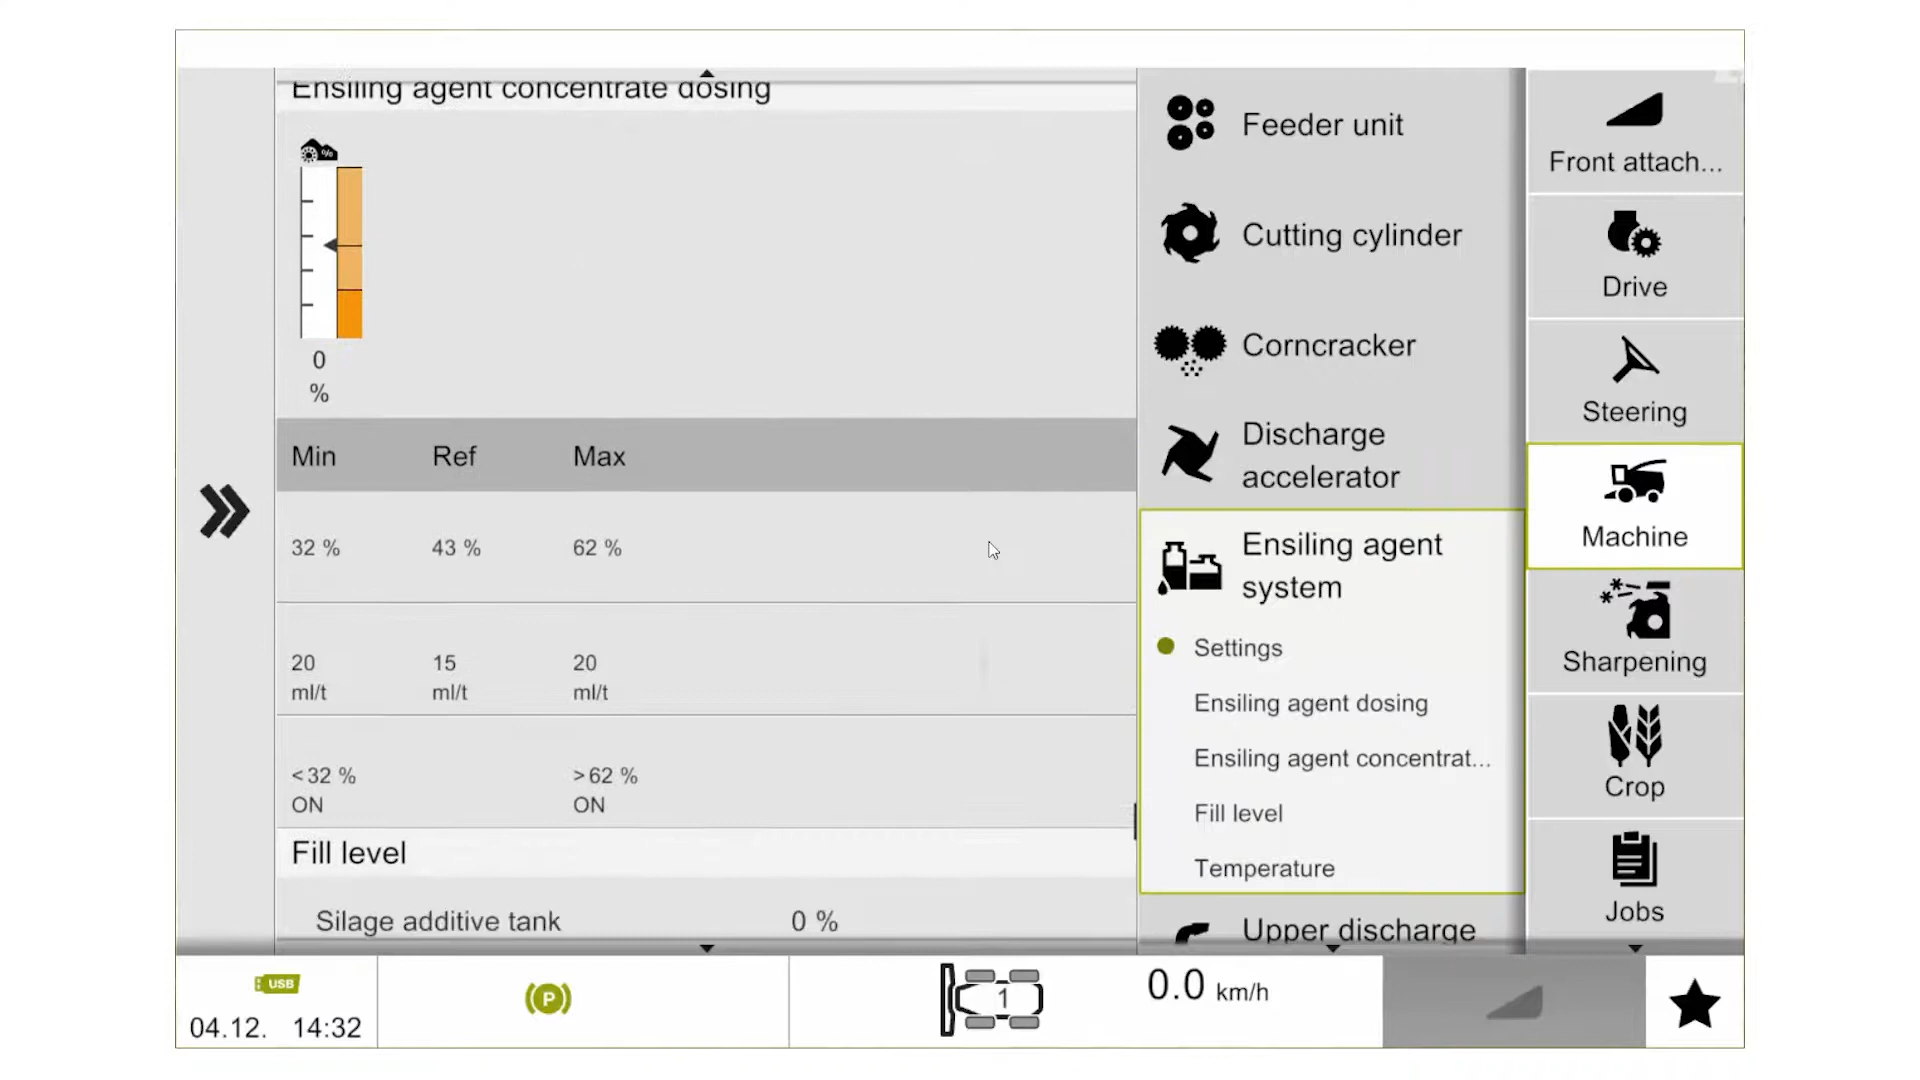 Ensiling agent concentrate dosing
0
%
Min Ref Max
32 % 43 % 62 %
20 15 20
ml/t ml/t ml/t
<32 % >62 %
ON ON
Fill level
Silage additive tank 0 %
Feeder unit
Cutting cylinder
Corncracker
Discharge
accelerator
Ensiling agent
system
Settings
Ensiling agent dosing
Ensiling agent concentrat...
Fill level
Temperature
Upper discharge
Front attach...
Drive
Steering
Machine
Sharpening
Crop
Jobs
USB
04.12. 14:32
P
1
0.0 km/h